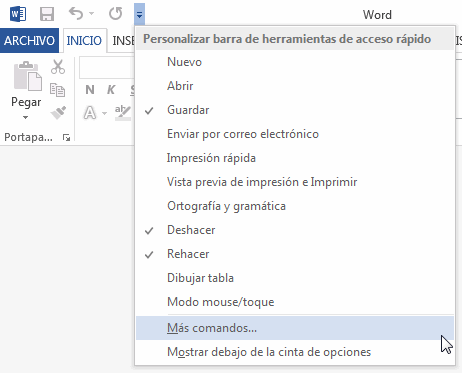 Word
ARCHIVO
INICIO
Personalizar barra de herramientas de acceso rápido
Nuevo
Abrir
Guardar
Enviar por correo electrónico
Impresión rápida
Vista previa de impresión e Imprimir
Ortografía y gramática
Deshacer
Rehacer
Dibujar tabla
Modo mouse/toque
Más comandos...
Mostrar debajo de la cinta de opciones
Pegar
N K
A ab
Portapa...